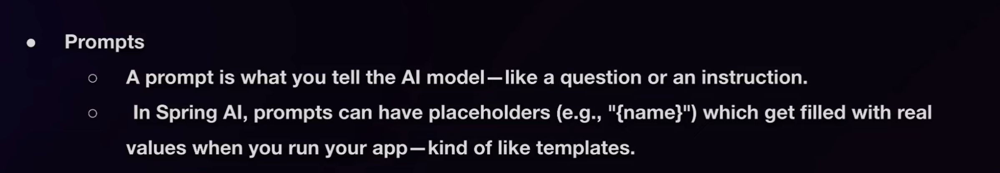 ● Prompts
○ A prompt is what you tell the AI model—like a question or an instruction.
○ In Spring AI, prompts can have placeholders (e.g., "{name}") which get filled with real
values when you run your app—kind of like templates.